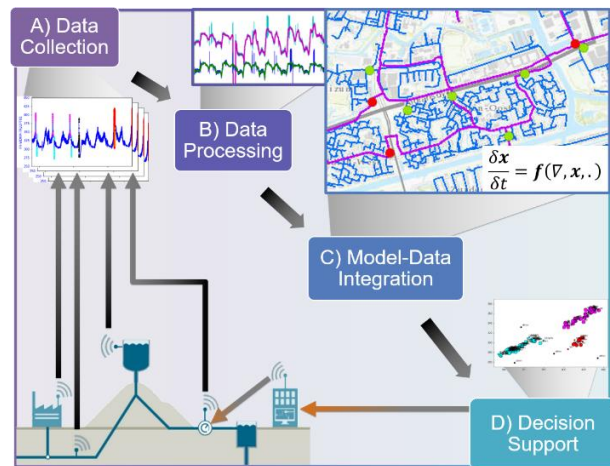 A) Data
Collection
B) Data
Processing
δx/δt = f(∇, x, .)
C) Model-Data
Integration
D) Decision
Support